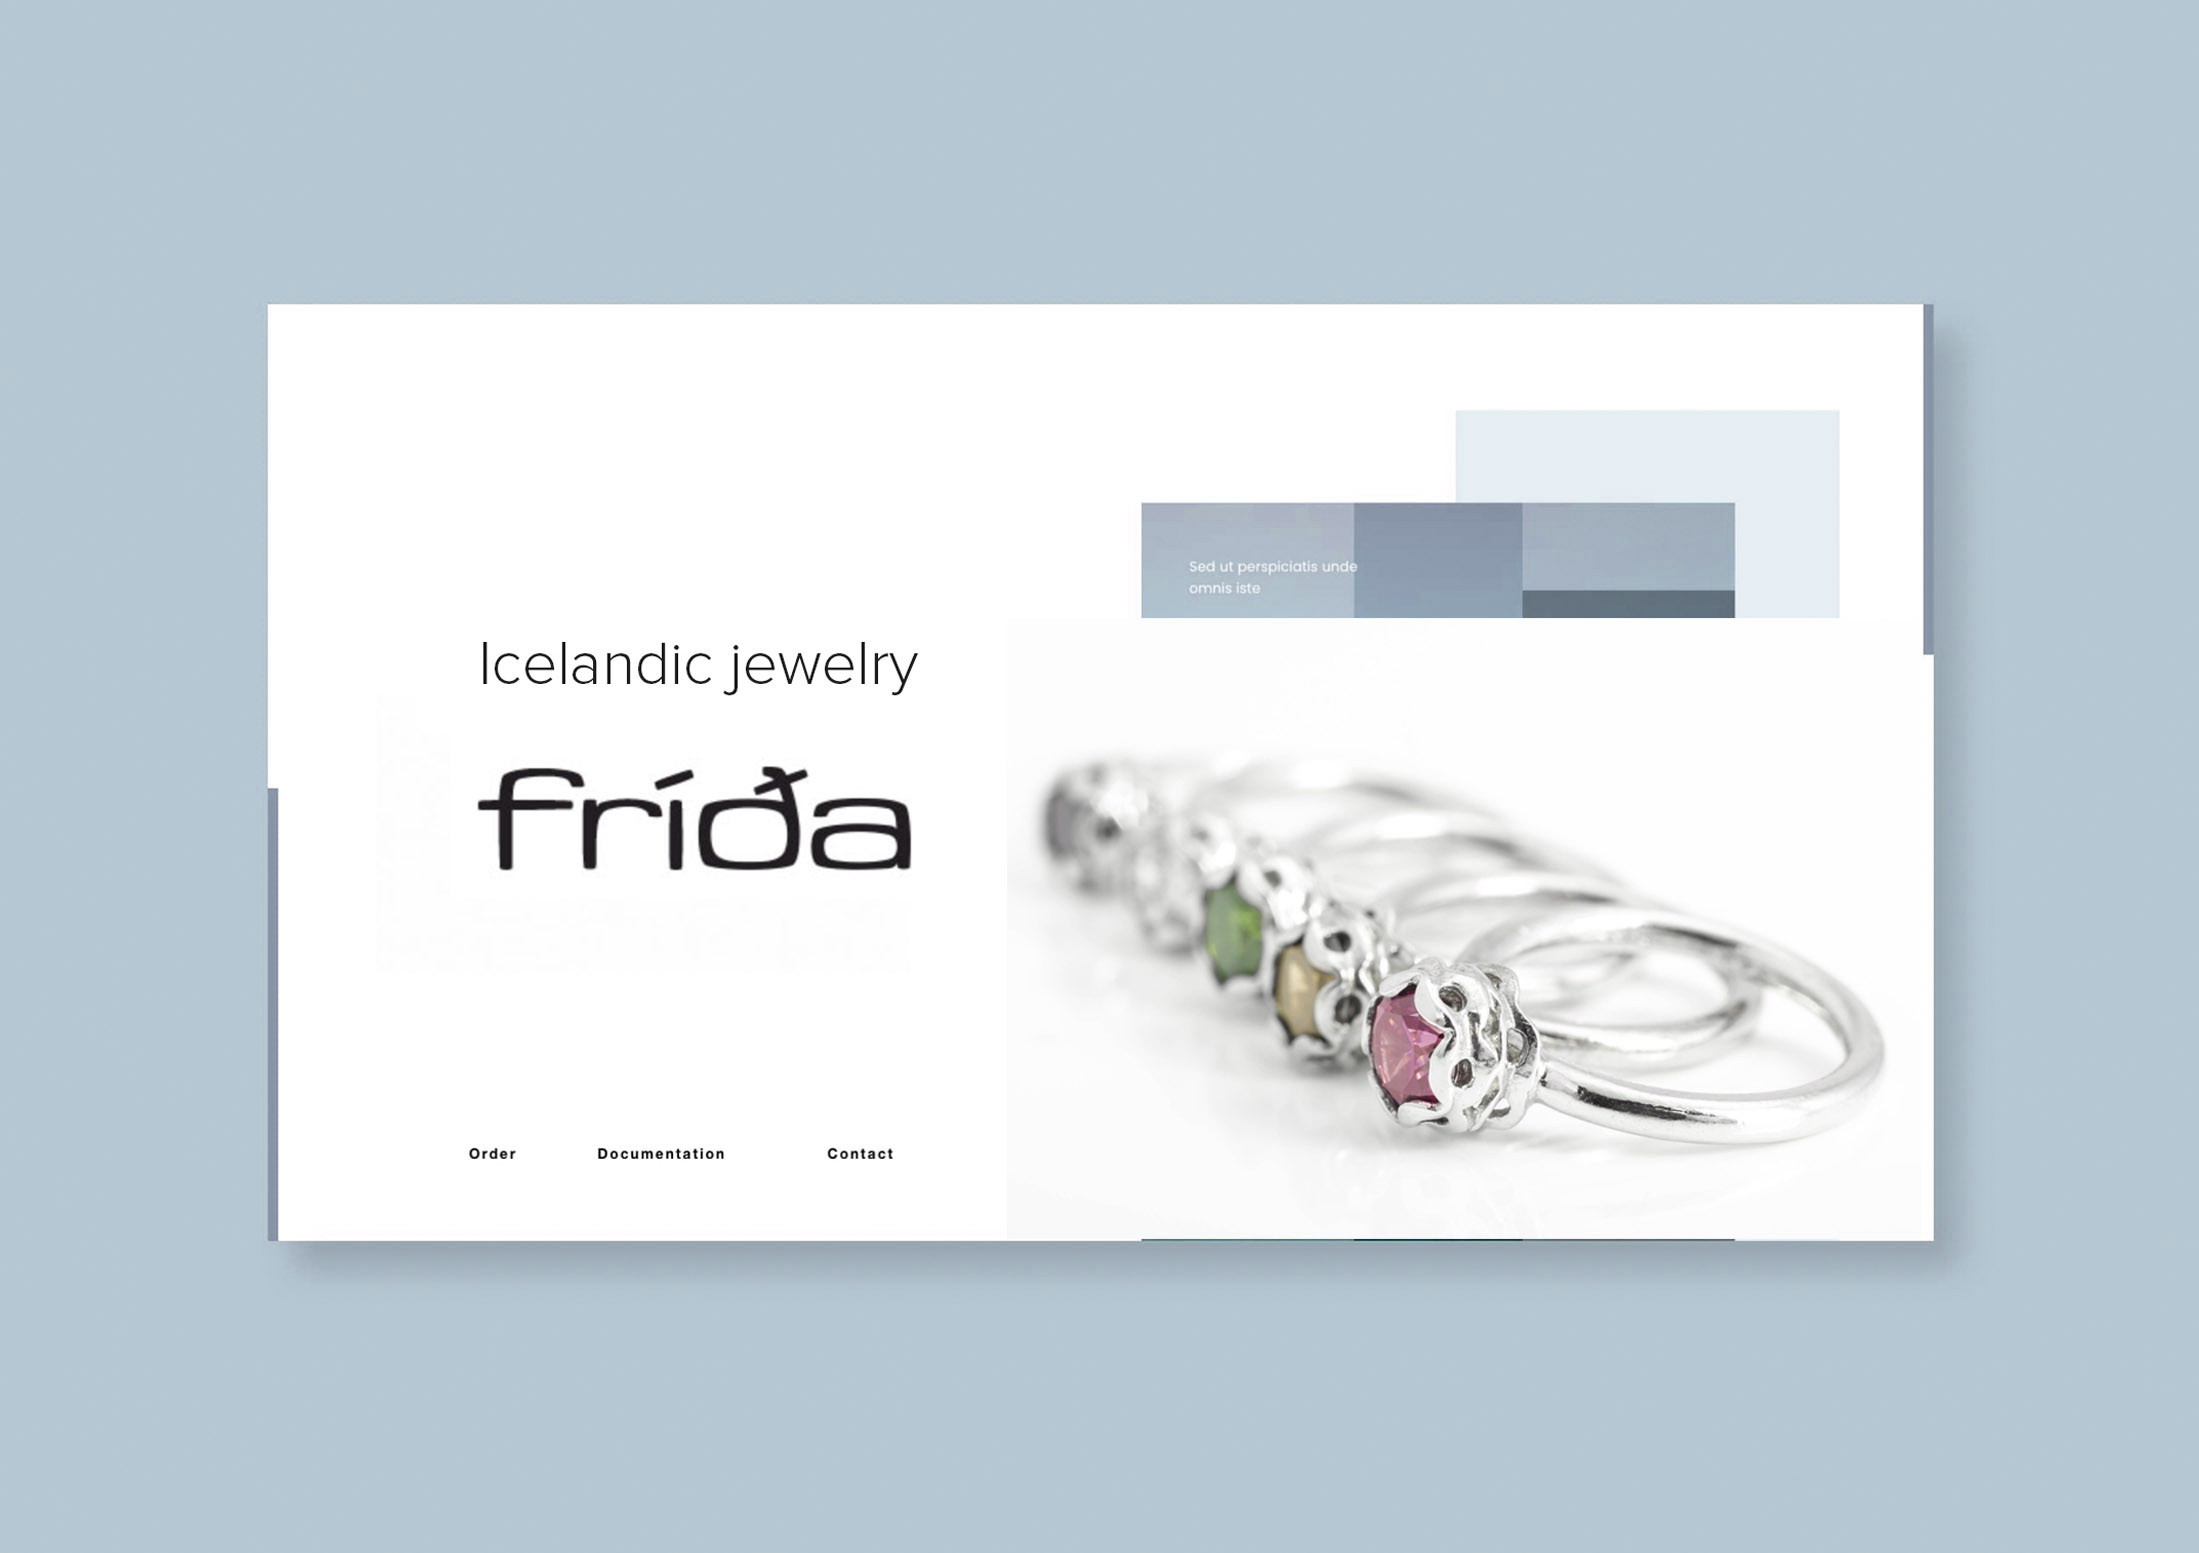 Sed ut perspiciatis unde
omnis iste
Icelandic jewelry
fríða
Order
Documentation
Contact